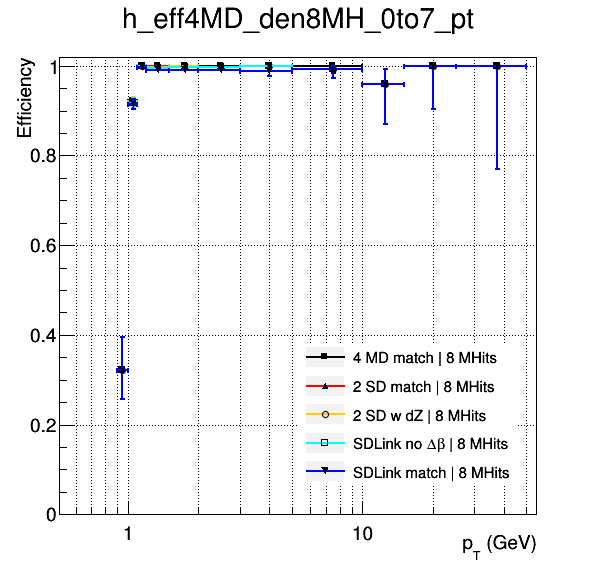 h_eff4MD_den8MH_0to7_pt
Efficiency
1
0.8
0.6
0.4
0.2
0
4 MD match | 8 MHits
2 SD match | 8 MHits
2 SD w dZ | 8 MHits
SDLink no Δβ | 8 MHits
SDLink match | 8 MHits
1 10
p_T (GeV)